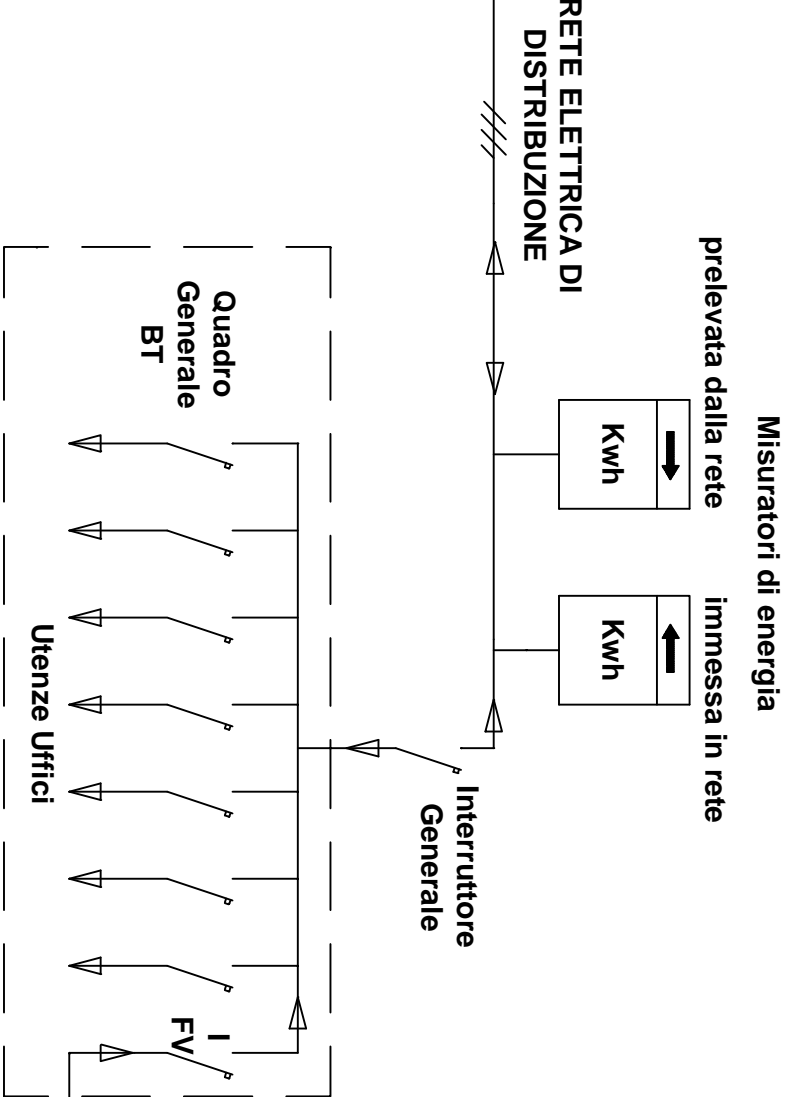 Misuratori di energia
prelevata dalla rete
immessa in rete
Kwh
Kwh
RETE ELETTRICA DI
DISTRIBUZIONE
Interruttore
Generale
Quadro
Generale
BT
I
FV
Utenze Uffici